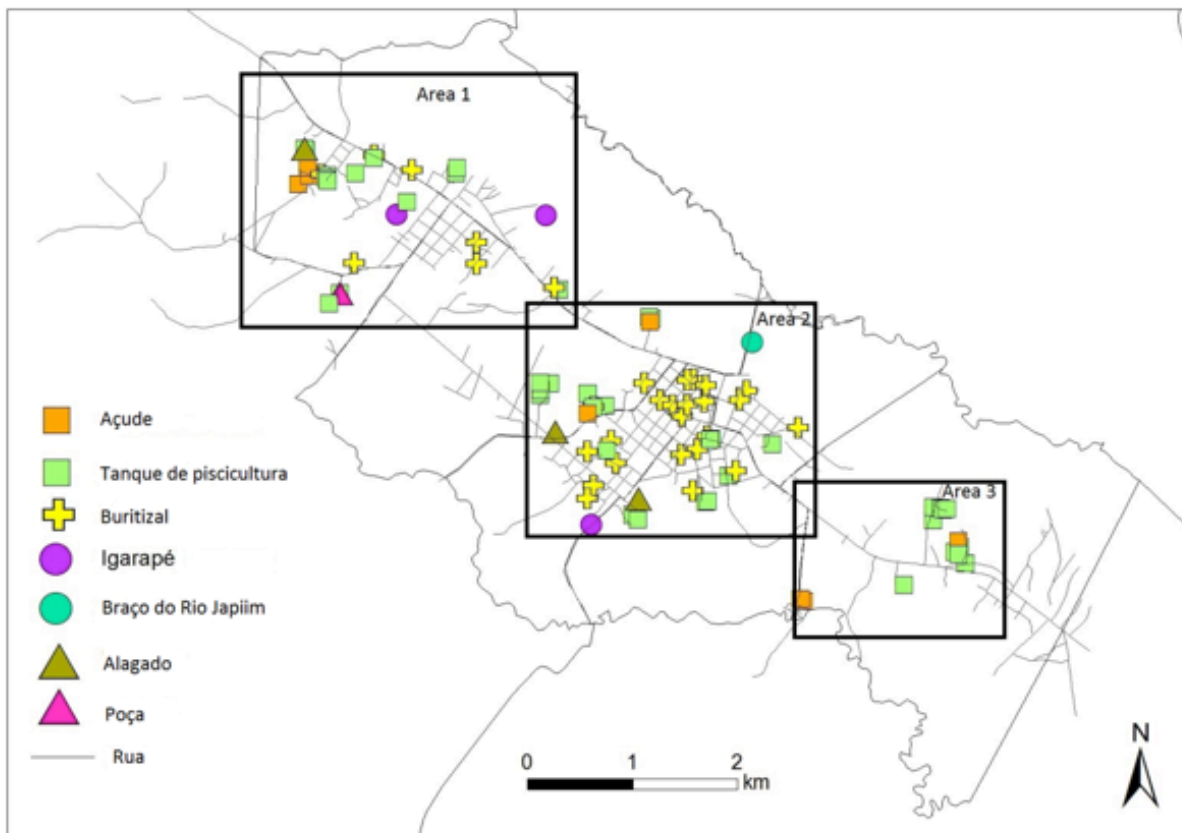 Area 1
Area 2
Area 3
Açude
Tanque de piscicultura
Buritizal
Igarapé
Braço do Rio Japiim
Alagado
Poça
Rua
0 1 2
km
N